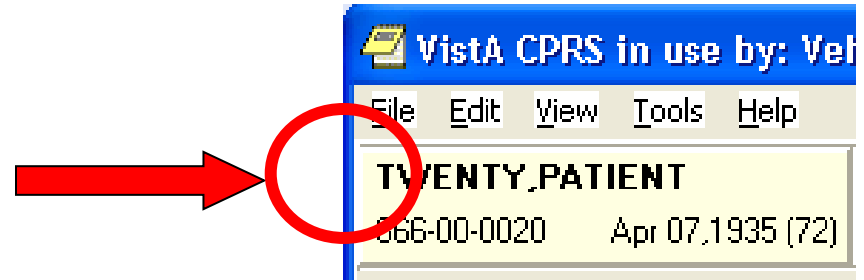 VistA CPRS in use by: Veh
File Edit View Tools Help
TWENTY,PATIENT
666-00-0020 Apr 07,1935 (72)